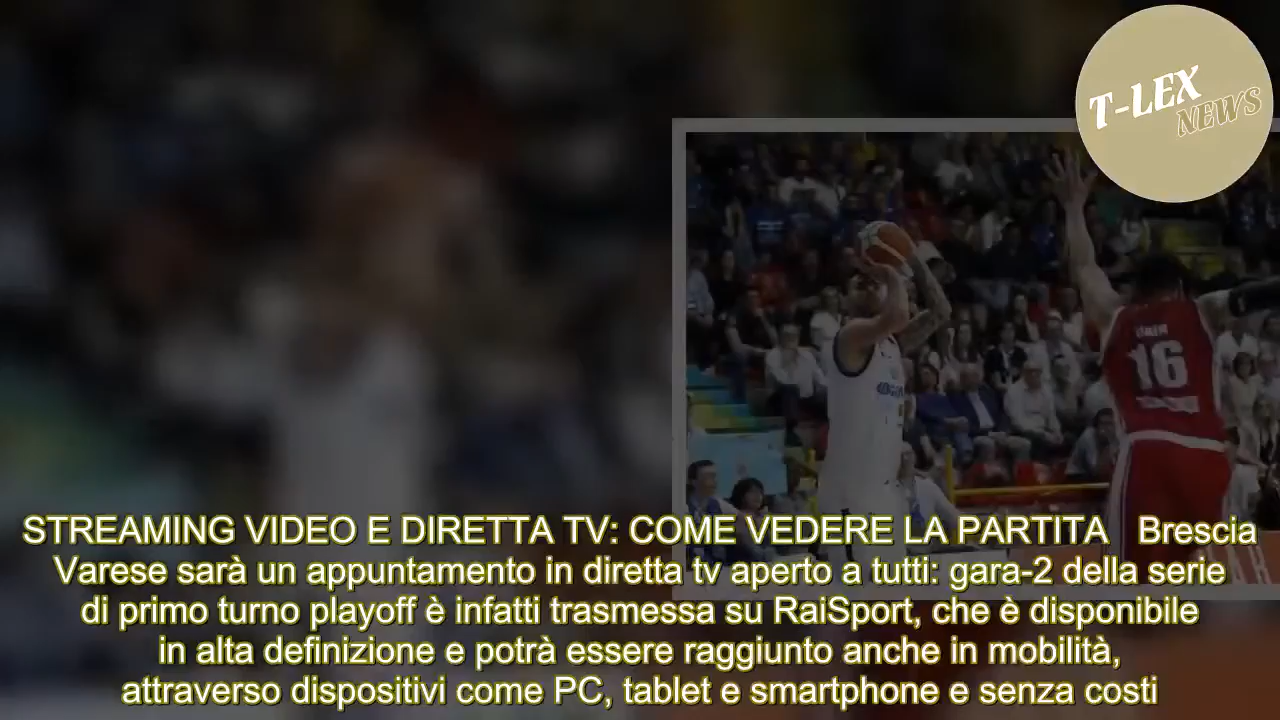 T-LEX
NEWS
16
STREAMING VIDEO E DIRETTA TV: COME VEDERE LA PARTITA Brescia
Varese sarà un appuntamento in diretta tv aperto a tutti: gara-2 della serie
di primo turno playoff è infatti trasmessa su RaiSport, che è disponibile
in alta definizione e potrà essere raggiunto anche in mobilità,
attraverso dispositivi come PC, tablet e smartphone e senza costi